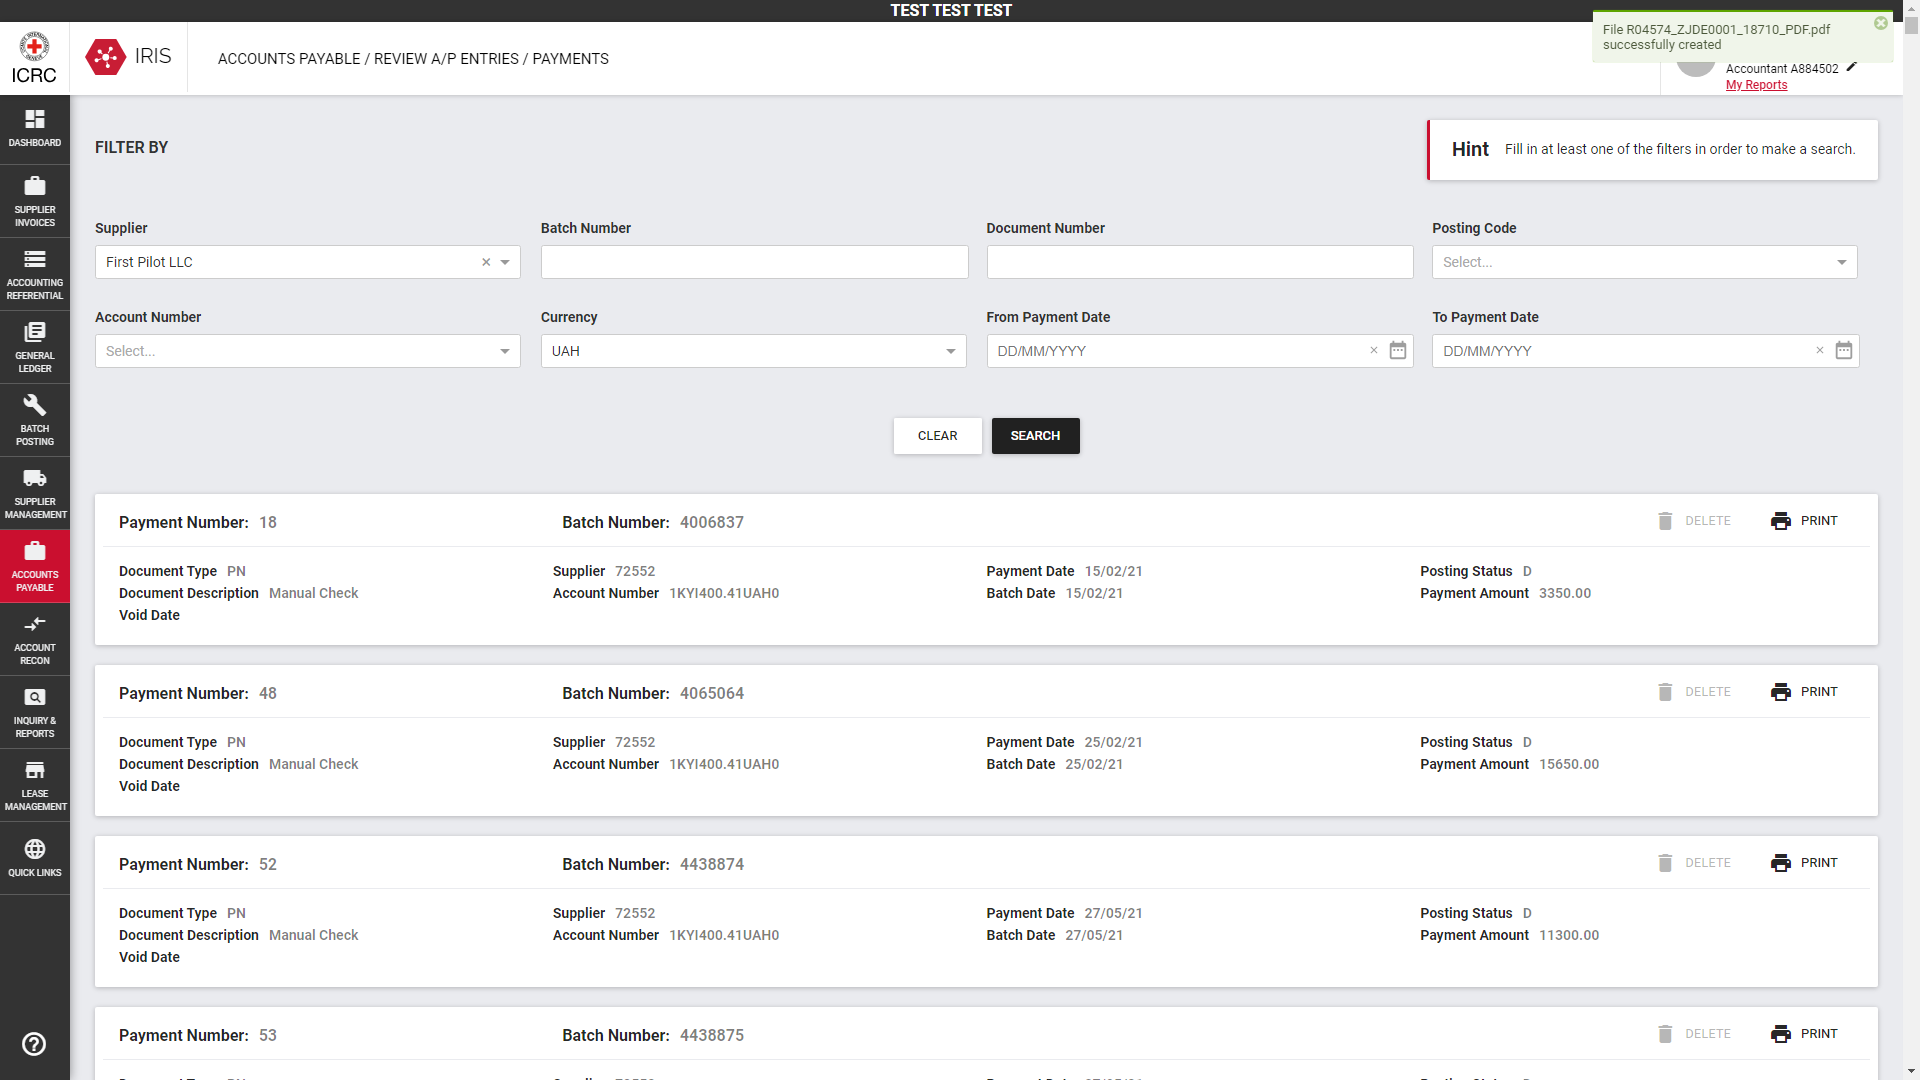 TEST TEST TEST
ICRC
IRIS
ACCOUNTS PAYABLE / REVIEW A/P ENTRIES / PAYMENTS
File R04574_ZJDE0001_18710_PDF.pdf
successfully created
Accountant A884502
My Reports
DASHBOARD
SUPPLIER
INVOICES
ACCOUNTING
REFERENTIAL
GENERAL
LEDGER
BATCH
POSTING
SUPPLIER
MANAGEMENT
ACCOUNTS
PAYABLE
ACCOUNT
RECON
INQUIRY &
REPORTS
LEASE
MANAGEMENT
QUICK LINKS
FILTER BY
Hint Fill in at least one of the filters in order to make a search.
Supplier Batch Number Document Number Posting Code
First Pilot LLC Select...
Account Number Currency From Payment Date To Payment Date
Select... UAH DD/MM/YYYY DD/MM/YYYY
CLEAR SEARCH
Payment Number: 18 Batch Number: 4006837 DELETE PRINT
Document Type PN Supplier 72552 Payment Date 15/02/21 Posting Status D
Document Description Manual Check Account Number 1KYI400.41UAH0 Batch Date 15/02/21 Payment Amount 3350.00
Void Date
Payment Number: 48 Batch Number: 4065064 DELETE PRINT
Document Type PN Supplier 72552 Payment Date 25/02/21 Posting Status D
Document Description Manual Check Account Number 1KYI400.41UAH0 Batch Date 25/02/21 Payment Amount 15650.00
Void Date
Payment Number: 52 Batch Number: 4438874 DELETE PRINT
Document Type PN Supplier 72552 Payment Date 27/05/21 Posting Status D
Document Description Manual Check Account Number 1KYI400.41UAH0 Batch Date 27/05/21 Payment Amount 11300.00
Void Date
Payment Number: 53 Batch Number: 4438875 DELETE PRINT